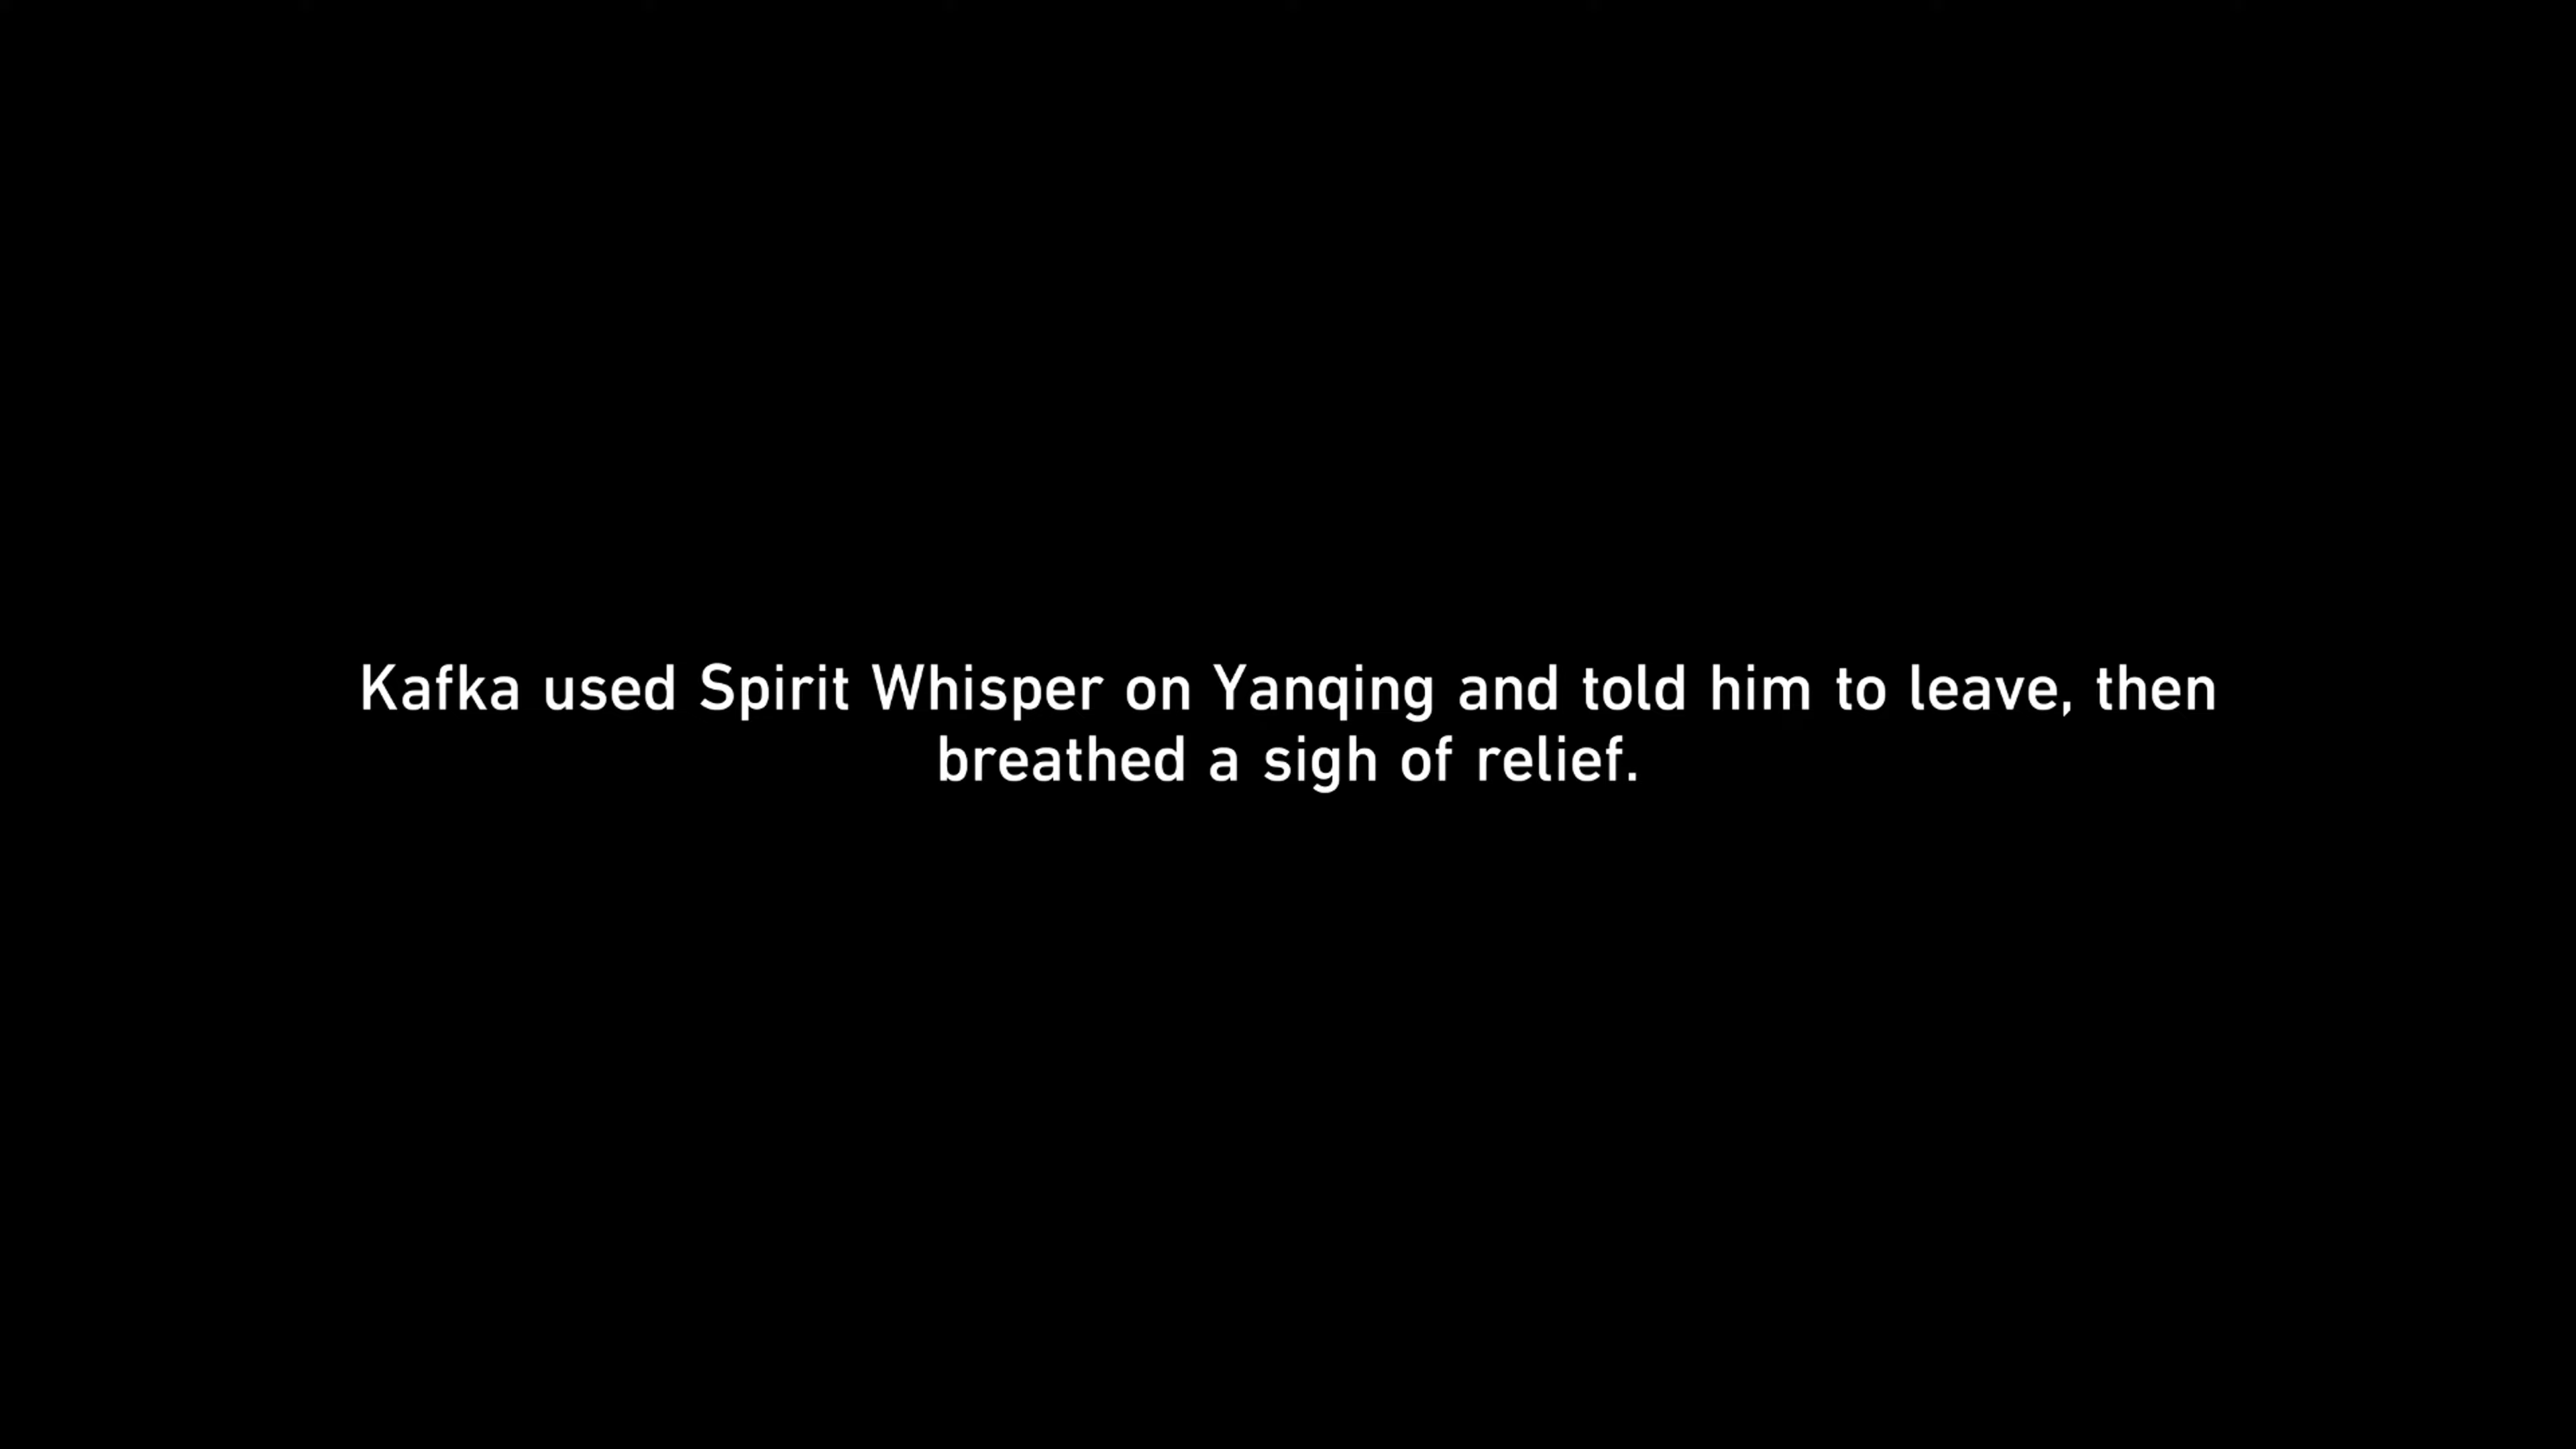 Kafka used Spirit Whisper on Yanqing and told him to leave, then
breathed a sigh of relief.